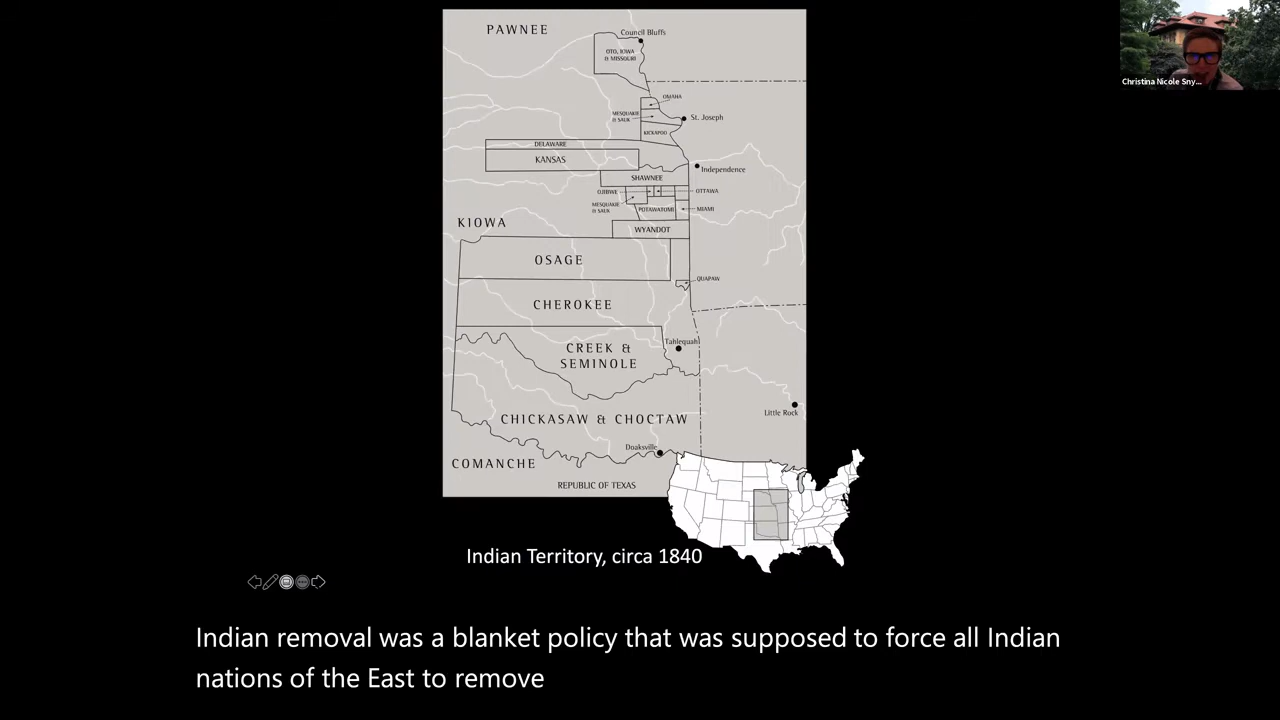 PAWNEE
Council Bluffs
OTO, IOWA
& MISSOURI
OMAHA
MESQUAKIE
& SAUK
St. Joseph
KICKAPOO
DELAWARE
KANSAS
Independence
SHAWNEE
OJIBWE
OTTAWA
MESQUAKIE
& SAUK
POTAWATOMI
MIAMI
KIOWA
WYANDOT
OSAGE
QUAPAW
CHEROKEE
Tahlequah
CREEK &
SEMINOLE
Little Rock
CHICKASAW & CHOCTAW
Doaksville
COMANCHE
REPUBLIC OF TEXAS
Indian Territory, circa 1840
Christina Nicole Sny...
Indian removal was a blanket policy that was supposed to force all Indian
nations of the East to remove